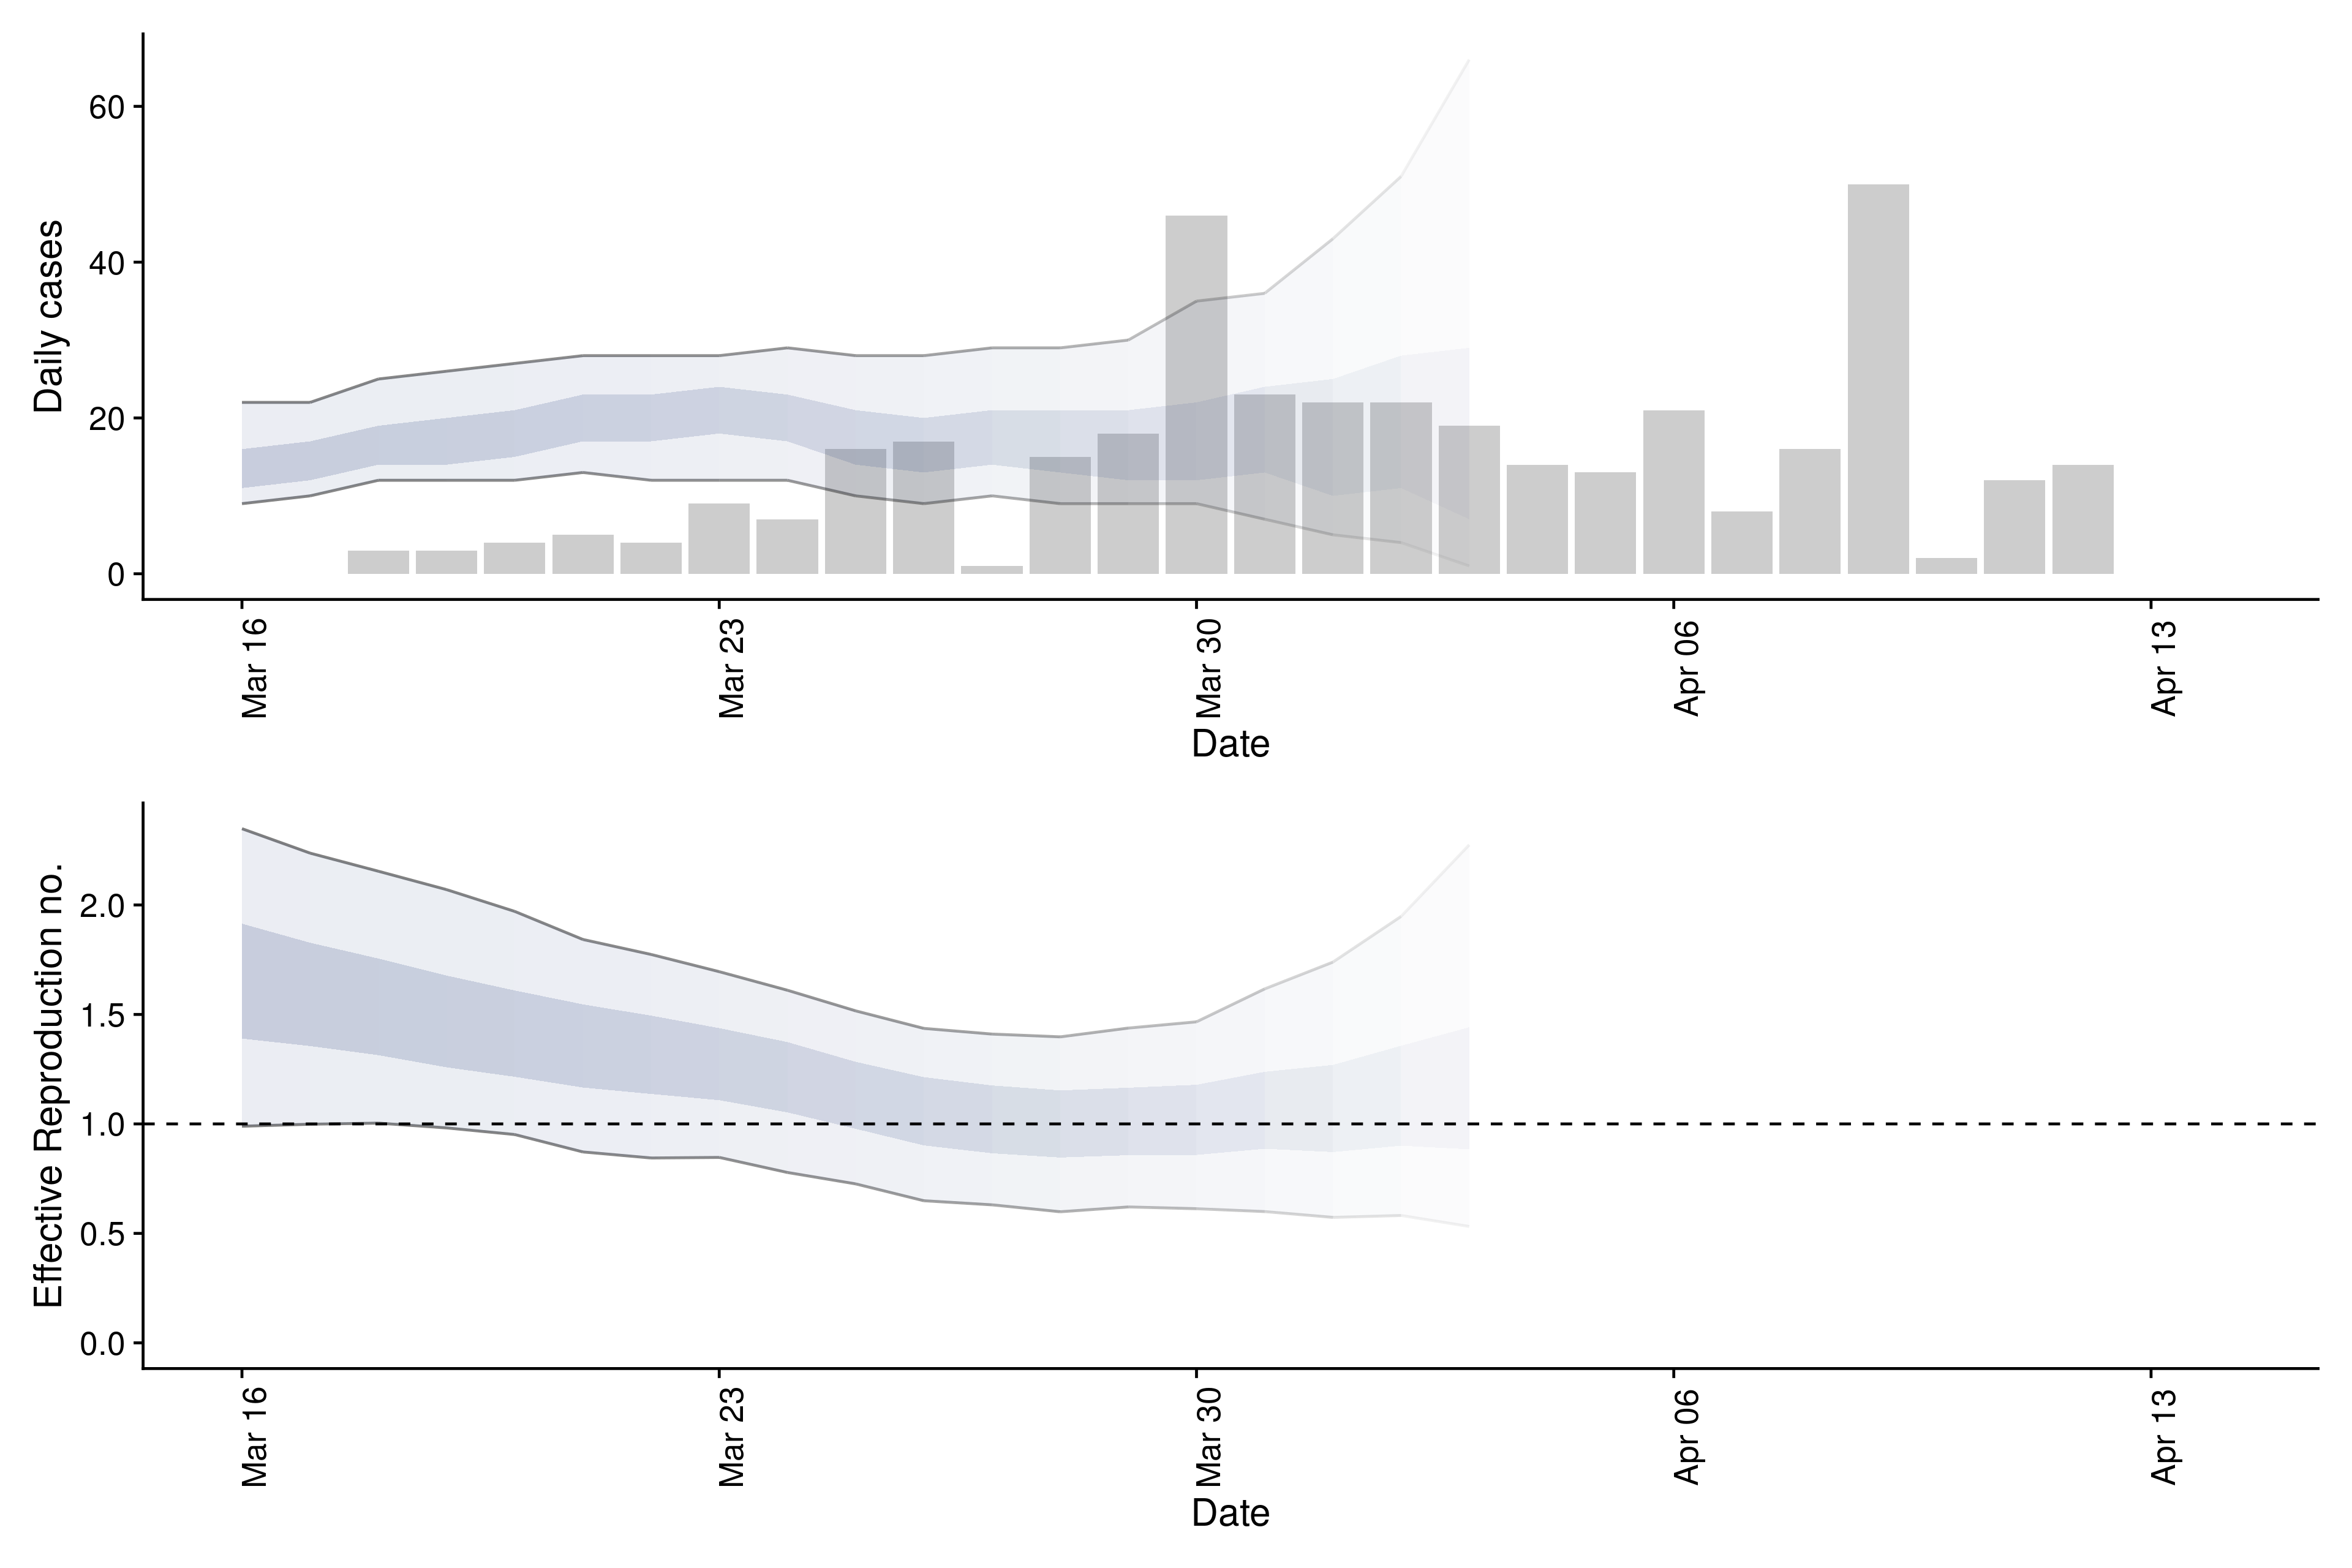 Daily cases
60
40
20
0
Mar 16
Mar 23
Mar 30
Apr 06
Apr 13
Date
Effective Reproduction no.
2.0
1.5
1.0
0.5
0.0
Mar 16
Mar 23
Mar 30
Apr 06
Apr 13
Date